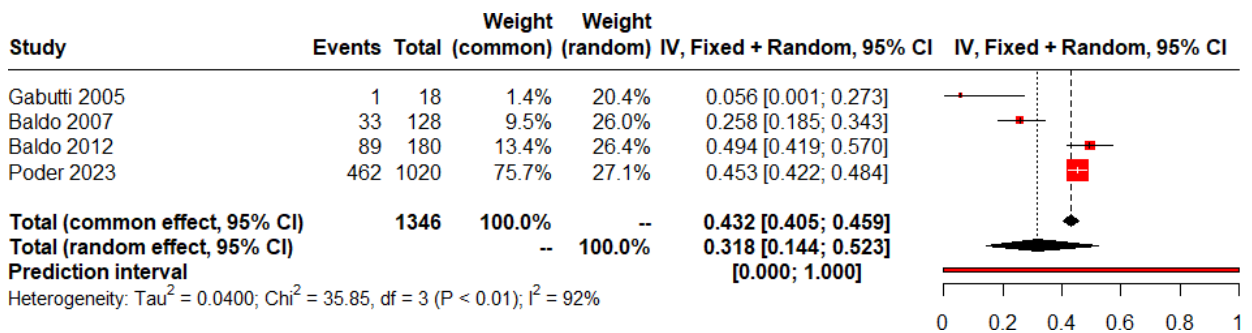 Weight Weight
Study Events Total (common) (random) IV, Fixed + Random, 95% CI IV, Fixed + Random, 95% CI
Gabutti 2005 1 18 1.4% 20.4% 0.056 [0.001; 0.273]
Baldo 2007 33 128 9.5% 26.0% 0.258 [0.185; 0.343]
Baldo 2012 89 180 13.4% 26.4% 0.494 [0.419; 0.570]
Poder 2023 462 1020 75.7% 27.1% 0.453 [0.422; 0.484]
Total (common effect, 95% CI) 1346 100.0% -- 0.432 [0.405; 0.459]
Total (random effect, 95% CI) -- 100.0% 0.318 [0.144; 0.523]
Prediction interval [0.000; 1.000]
Heterogeneity: Tau² = 0.0400; Chi² = 35.85, df = 3 (P < 0.01); I² = 92%
0 0.2 0.4 0.6 0.8 1